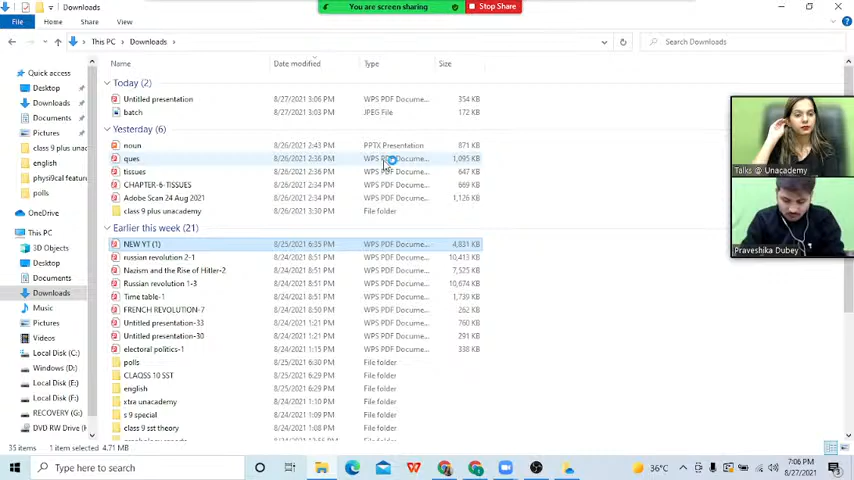 Downloads
You are screen sharing
Stop Share
File
Home
Share
View
This PC
Downloads
Search Downloads
Name
Date modified
Type
Size
Quick access
Desktop
Downloads
Documents
Pictures
class 9 plus unac
english
physi9cal feature
polls
OneDrive
This PC
3D Objects
Desktop
Documents
Downloads
Music
Pictures
Videos
Local Disk (C:)
Windows (D:)
Local Disk (E:)
Local Disk (F:)
RECOVERY (G:)
DVD RW Drive (
Today (2)
Untitled presentation 8/27/2021 3:06 PM WPS PDF Docume... 354 KB
batch 8/27/2021 3:03 PM JPEG File 172 KB
Yesterday (6)
noun 8/26/2021 2:43 PM PPTX Presentation 871 KB
ques 8/26/2021 2:36 PM WPS PDF Docume... 1,095 KB
tissues 8/26/2021 2:36 PM WPS PDF Docume... 647 KB
CHAPTER-6-TISSUES 8/26/2021 2:34 PM WPS PDF Docume... 669 KB
Adobe Scan 24 Aug 2021 8/26/2021 2:34 PM WPS PDF Docume... 1,126 KB
class 9 plus unacademy 8/26/2021 3:30 PM File folder
Earlier this week (21)
NEW YT (1) 8/25/2021 6:35 PM WPS PDF Docume... 4,831 KB
russian revolution 2-1 8/24/2021 8:51 PM WPS PDF Docume... 10,413 KB
Nazism and the Rise of Hitler-2 8/24/2021 8:51 PM WPS PDF Docume... 7,525 KB
Russian revolution 1-3 8/24/2021 8:51 PM WPS PDF Docume... 10,674 KB
Time table-1 8/24/2021 8:51 PM WPS PDF Docume... 1,739 KB
FRENCH REVOLUTION-7 8/24/2021 8:50 PM WPS PDF Docume... 262 KB
Untitled presentation-33 8/24/2021 1:21 PM WPS PDF Docume... 760 KB
Untitled presentation-30 8/24/2021 1:21 PM WPS PDF Docume... 291 KB
electoral politics-1 8/24/2021 1:15 PM WPS PDF Docume... 338 KB
polls 8/25/2021 6:30 PM File folder
CLAQSS 10 SST 8/25/2021 6:29 PM File folder
english 8/25/2021 6:29 PM File folder
xtra unacademy 8/24/2021 1:10 PM File folder
s 9 special 8/24/2021 1:09 PM File folder
class 9 sst theory 8/24/2021 1:08 PM File folder
Talks @ Unacademy
Praveshika Dubey
35 items
1 item selected 4.71 MB
Type here to search
36°C
7:06 PM
8/27/2021